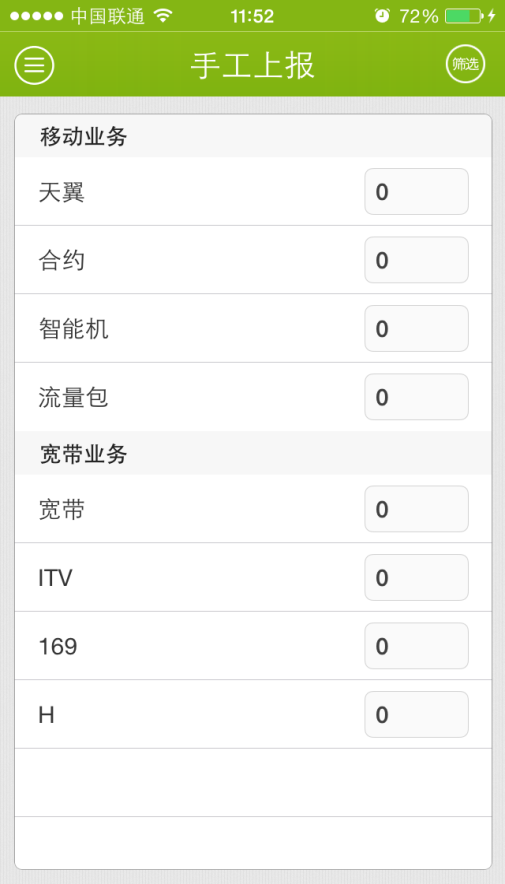 中国联通 11:52 72%
手工上报 筛选
移动业务
天翼 0
合约 0
智能机 0
流量包 0
宽带业务
宽带 0
ITV 0
169 0
H 0